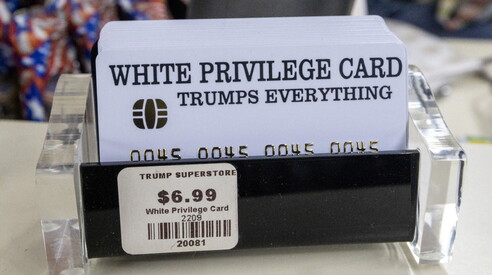 WHITE PRIVILEGE CARD
TRUMPS EVERYTHING
0045 0045 0045 0045
TRUMP SUPERSTORE
$6.99
White Privilege Card
2209
20081